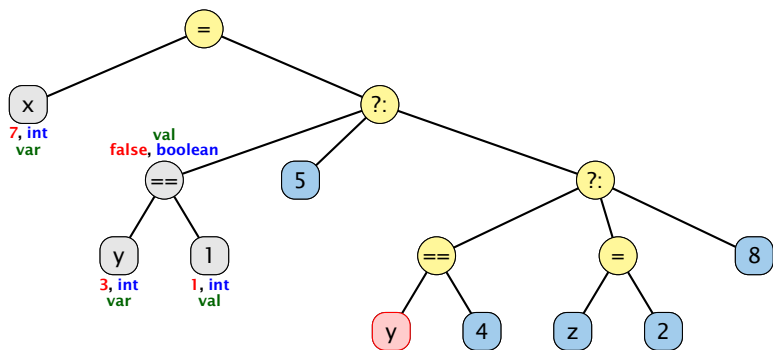 =
x
7, int
var
?:
val
false, boolean
==
5
?:
y
3, int
var
1
1, int
val
==
=
8
y
4
z
2